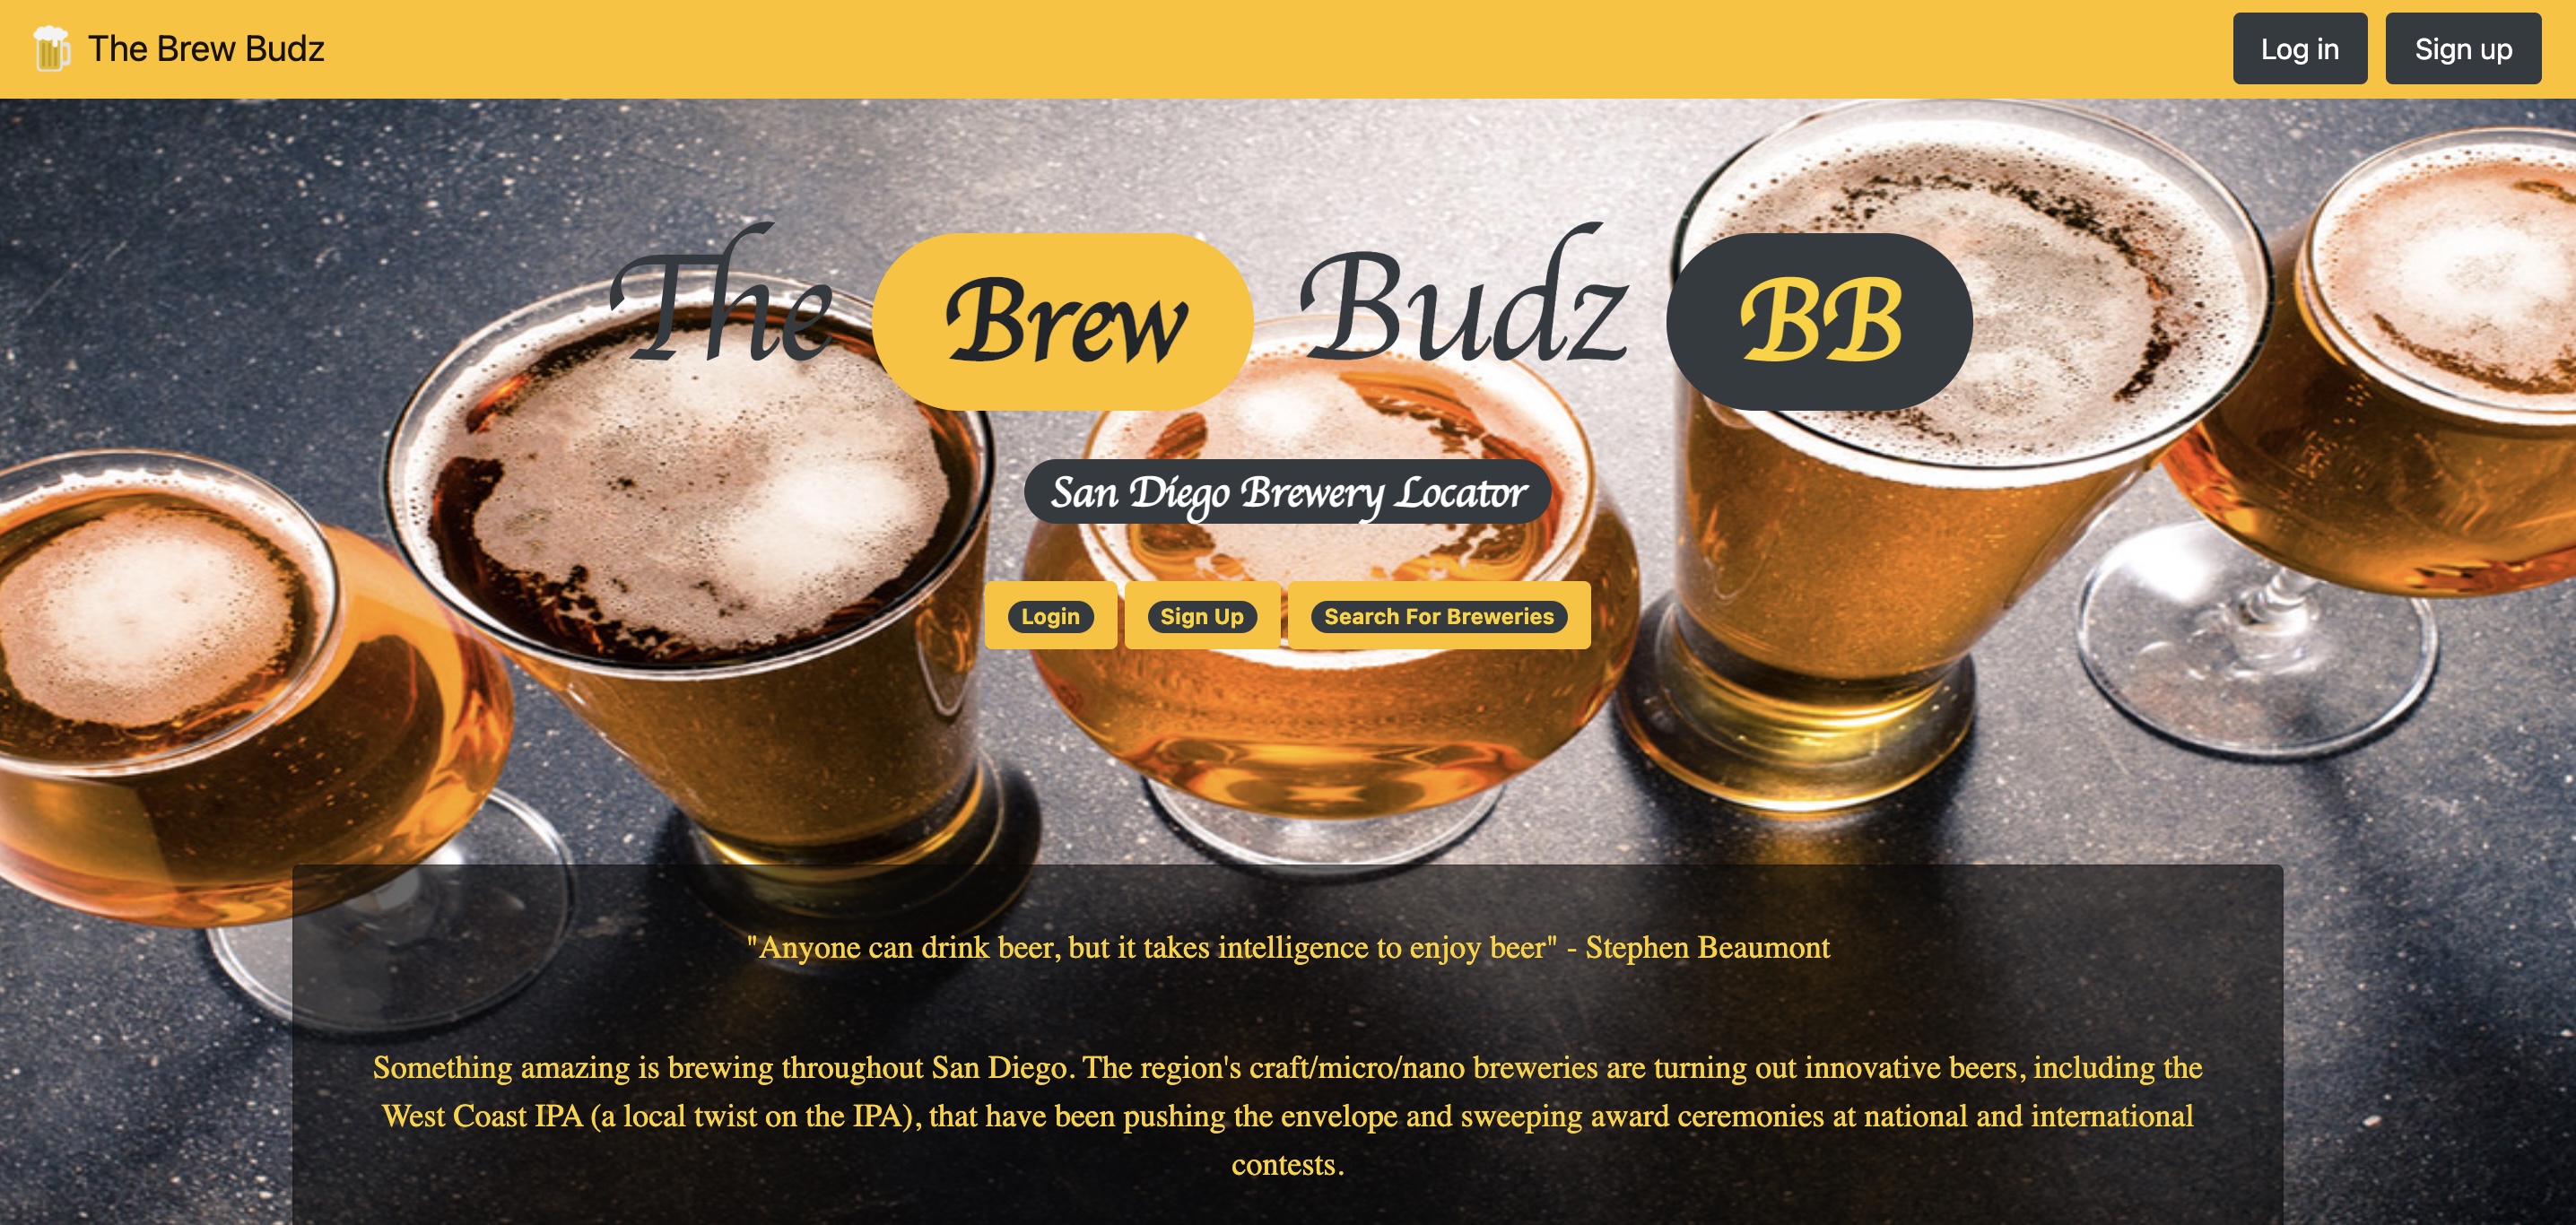 The Brew Budz
Log in
Sign up
The Brew Budz BB
San Diego Brewery Locator
Login
Sign Up
Search For Breweries
"Anyone can drink beer, but it takes intelligence to enjoy beer" - Stephen Beaumont
Something amazing is brewing throughout San Diego. The region's craft/micro/nano breweries are turning out innovative beers, including the
West Coast IPA (a local twist on the IPA), that have been pushing the envelope and sweeping award ceremonies at national and international
contests.